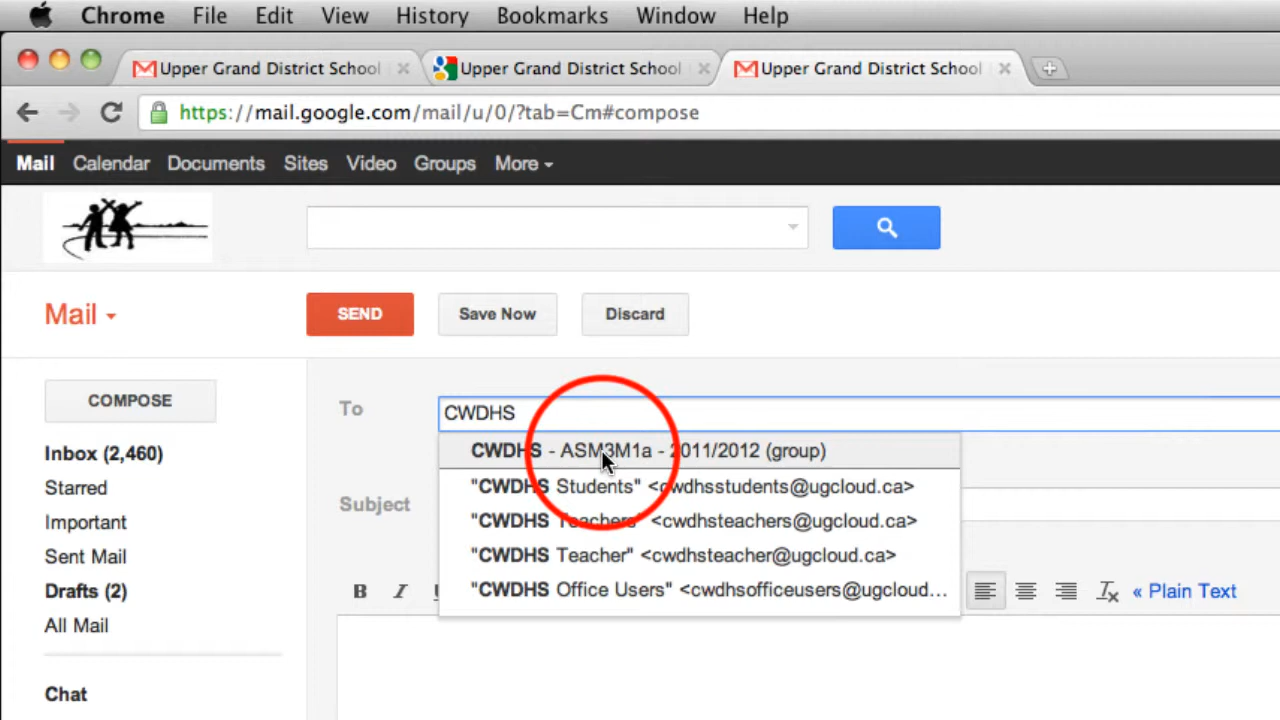 Chrome File Edit View History Bookmarks Window Help
Upper Grand District School Upper Grand District School Upper Grand District School
https://mail.google.com/mail/u/0/?tab=Cm#compose
Mail Calendar Documents Sites Video Groups More
Mail SEND Save Now Discard
COMPOSE
To CWDHS
CWDHS - ASM3M1a - 2011/2012 (group)
"CWDHS Students" <cwdhsstudents@ugcloud.ca>
"CWDHS Teachers" <cwdhsteachers@ugcloud.ca>
"CWDHS Teacher" <cwdhsteacher@ugcloud.ca>
"CWDHS Office Users" <cwdhsofficeusers@ugcloud...
Subject
B I « Plain Text
Inbox (2,460)
Starred
Important
Sent Mail
Drafts (2)
All Mail
Chat